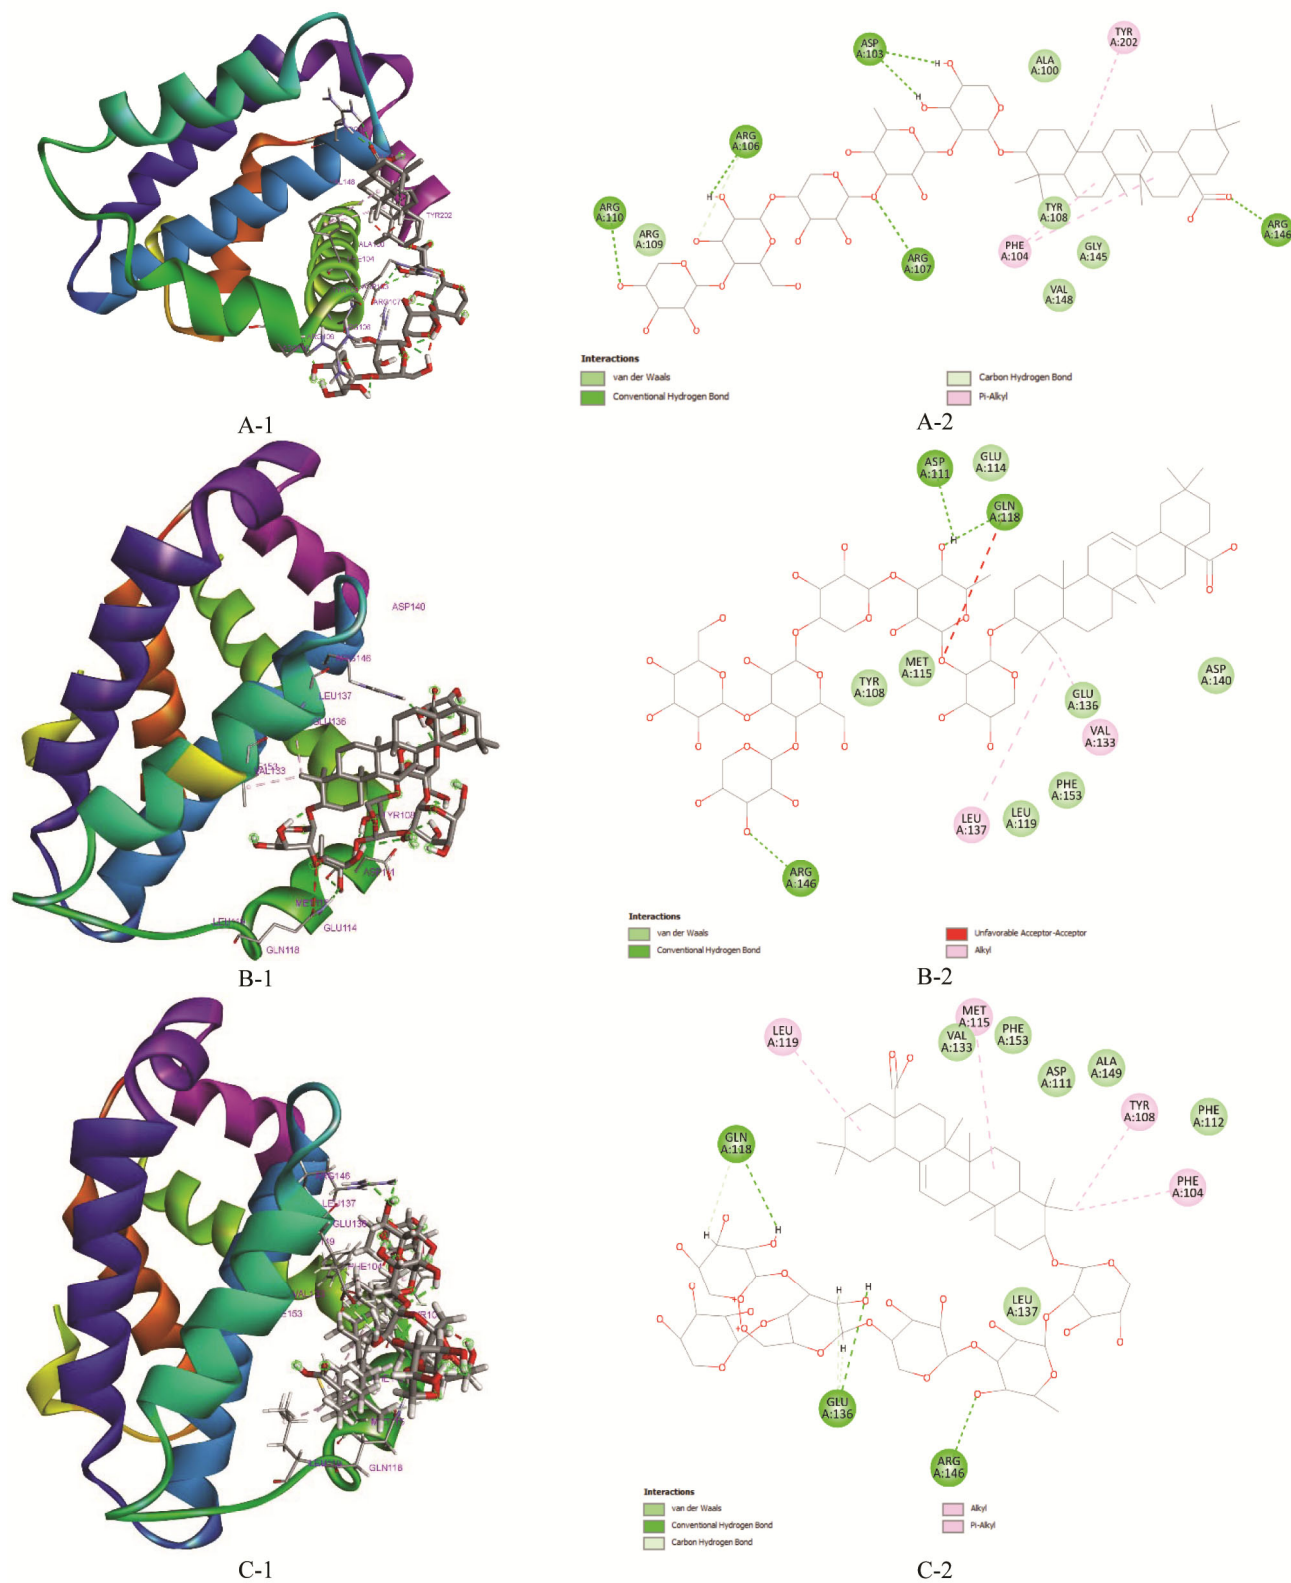 TYR
A:202
ASP
A:103
ALA
A:100
ARG
A:106
ARG
A:110
ARG
A:109
TYR
A:108
PHE
A:104
GLY
A:145
ARG
A:146
ARG
A:107
VAL
A:148
TYR202
Interactions
van der Waals
Conventional Hydrogen Bond
Carbon Hydrogen Bond
Pi-Alkyl
A-1
A-2
ASP
A:111
GLU
A:114
GLN
A:118
MET
A:115
TYR
A:108
ASP
A:140
GLU
A:136
VAL
A:133
PHE
A:153
LEU
A:119
LEU
A:137
ARG
A:146
ASP140
LEU137
TYR108
GLU114
GLN118
Interactions
van der Waals
Conventional Hydrogen Bond
Unfavorable Acceptor-Acceptor
Alkyl
B-1
B-2
LEU
A:119
MET
A:115
VAL
A:133
PHE
A:153
ASP
A:111
ALA
A:149
TYR
A:108
PHE
A:112
GLN
A:118
PHE
A:104
LEU
A:137
GLU
A:136
ARG
A:146
LEU137
GLN118
Interactions
van der Waals
Conventional Hydrogen Bond
Carbon Hydrogen Bond
Alkyl
Pi-Alkyl
C-1
C-2